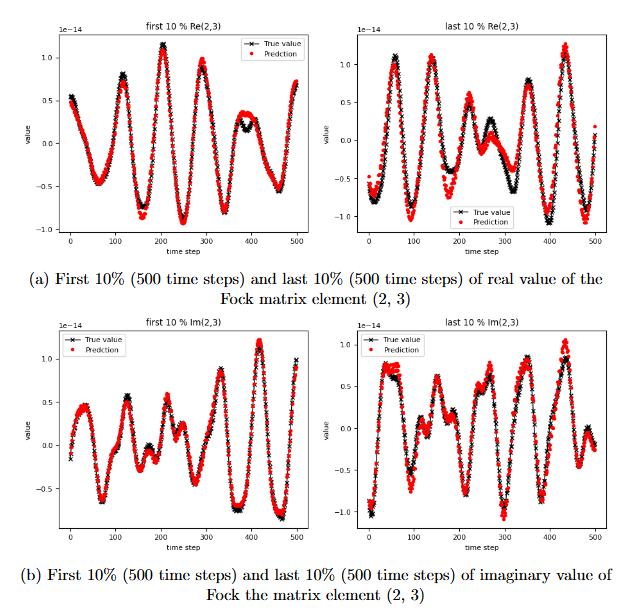 first 10 % Re(2,3)
1e−14
True value
Predction
1.0
0.5
0.0
−0.5
−1.0
value
0
100
200
300
400
500
time step
last 10 % Re(2,3)
1e−14
True value
Prediction
1.0
0.5
0.0
−0.5
−1.0
value
0
100
200
300
400
500
time step
(a) First 10% (500 time steps) and last 10% (500 time steps) of real value of the
Fock matrix element (2, 3)
first 10 % Im(2,3)
1e−14
True value
Predction
1.0
0.5
0.0
−0.5
value
0
100
200
300
400
500
time step
last 10 % Im(2,3)
1e−14
True value
Prediction
1.0
0.5
0.0
−0.5
−1.0
value
0
100
200
300
400
500
time step
(b) First 10% (500 time steps) and last 10% (500 time steps) of imaginary value of
Fock the matrix element (2, 3)